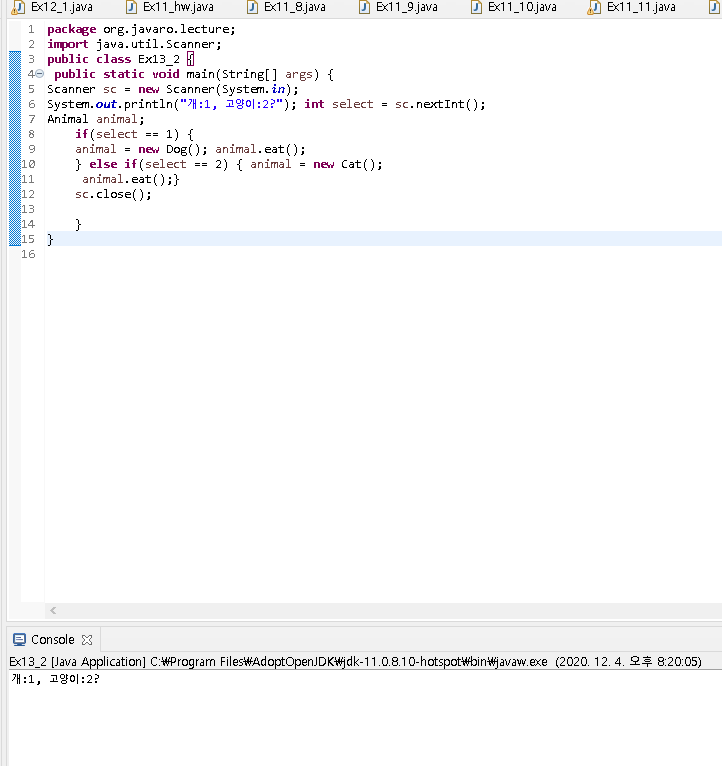 Ex12_1.java Ex11_hw.java Ex11_8.java Ex11_9.java Ex11_10.java Ex11_11.java
1 package org.javaro.lecture;
2 import java.util.Scanner;
3 public class Ex13_2 {
4 public static void main(String[] args) {
5 Scanner sc = new Scanner(System.in);
6 System.out.println("개:1, 고양이:2?"); int select = sc.nextInt();
7 Animal animal;
8 if(select == 1) {
9 animal = new Dog(); animal.eat();
10 } else if(select == 2) { animal = new Cat();
11 animal.eat();}
12 sc.close();
13
14 }
15 }
16
Console
Ex13_2 [Java Application] C:₩Program Files₩AdoptOpenJDK₩jdk-11.0.8.10-hotspot₩bin₩javaw.exe (2020. 12. 4. 오후 8:20:05)
개:1, 고양이:2?